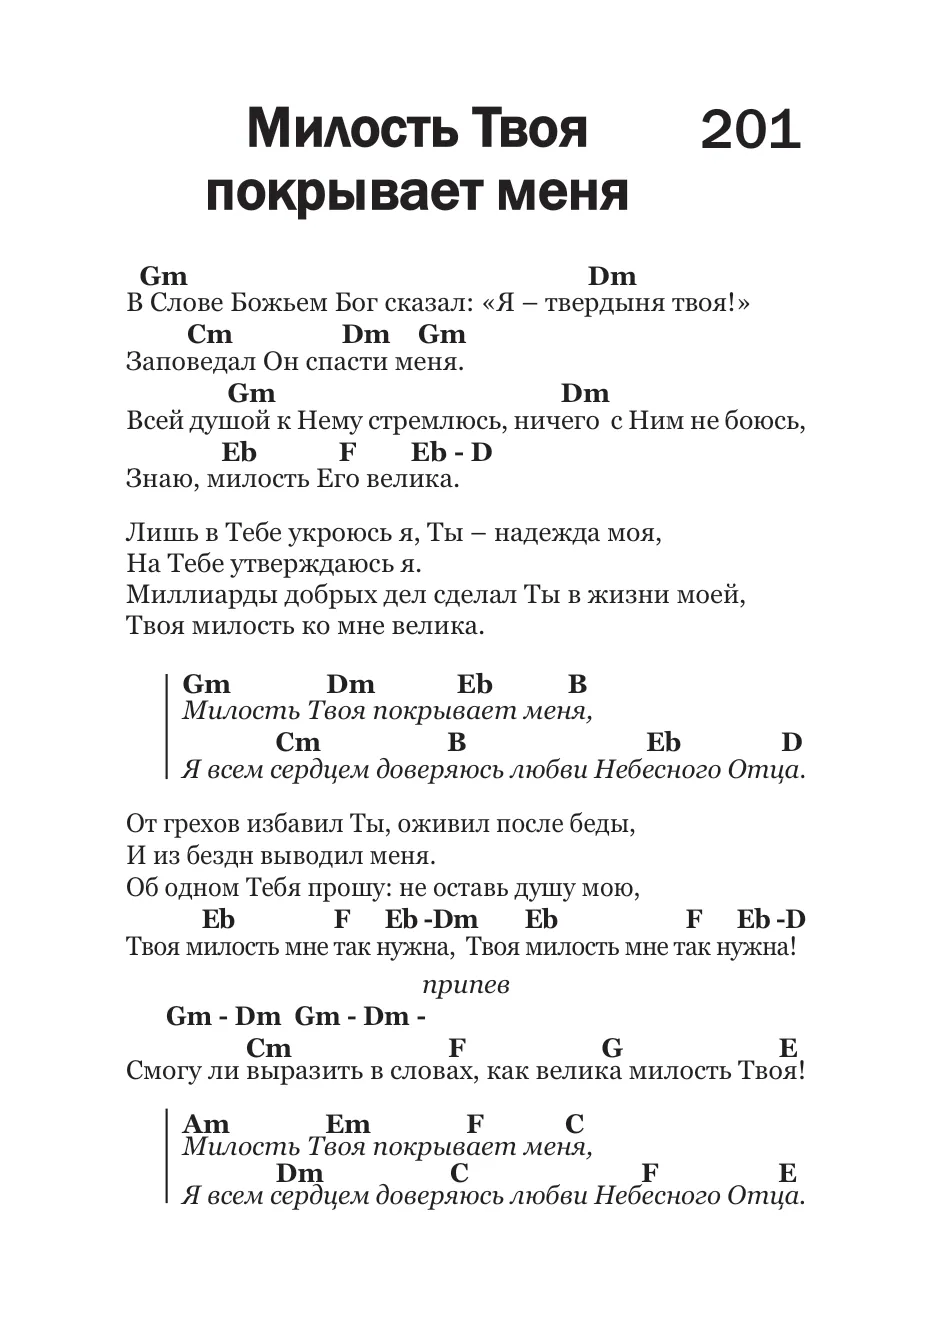 Милость Твоя 201
покрывает меня
Gm Dm
В Слове Божьем Бог сказал: «Я – твердыня твоя!»
Cm Dm Gm
Заповедал Он спасти меня.
Gm Dm
Всей душой к Нему стремлюсь, ничего с Ним не боюсь,
Eb F Eb - D
Знаю, милость Его велика.
Лишь в Тебе укроюсь я, Ты – надежда моя,
На Тебе утверждаюсь я.
Миллиарды добрых дел сделал Ты в жизни моей,
Твоя милость ко мне велика.
Gm Dm Eb B
Милость Твоя покрывает меня,
Cm B Eb D
Я всем сердцем доверяюсь любви Небесного Отца.
От грехов избавил Ты, оживил после беды,
И из бездн выводил меня.
Об одном Тебя прошу: не оставь душу мою,
Eb F Eb -Dm Eb F Eb -D
Твоя милость мне так нужна, Твоя милость мне так нужна!
припев
Gm - Dm Gm - Dm -
Cm F G E
Смогу ли выразить в словах, как велика милость Твоя!
Am Em F C
Милость Твоя покрывает меня,
Dm C F E
Я всем сердцем доверяюсь любви Небесного Отца.